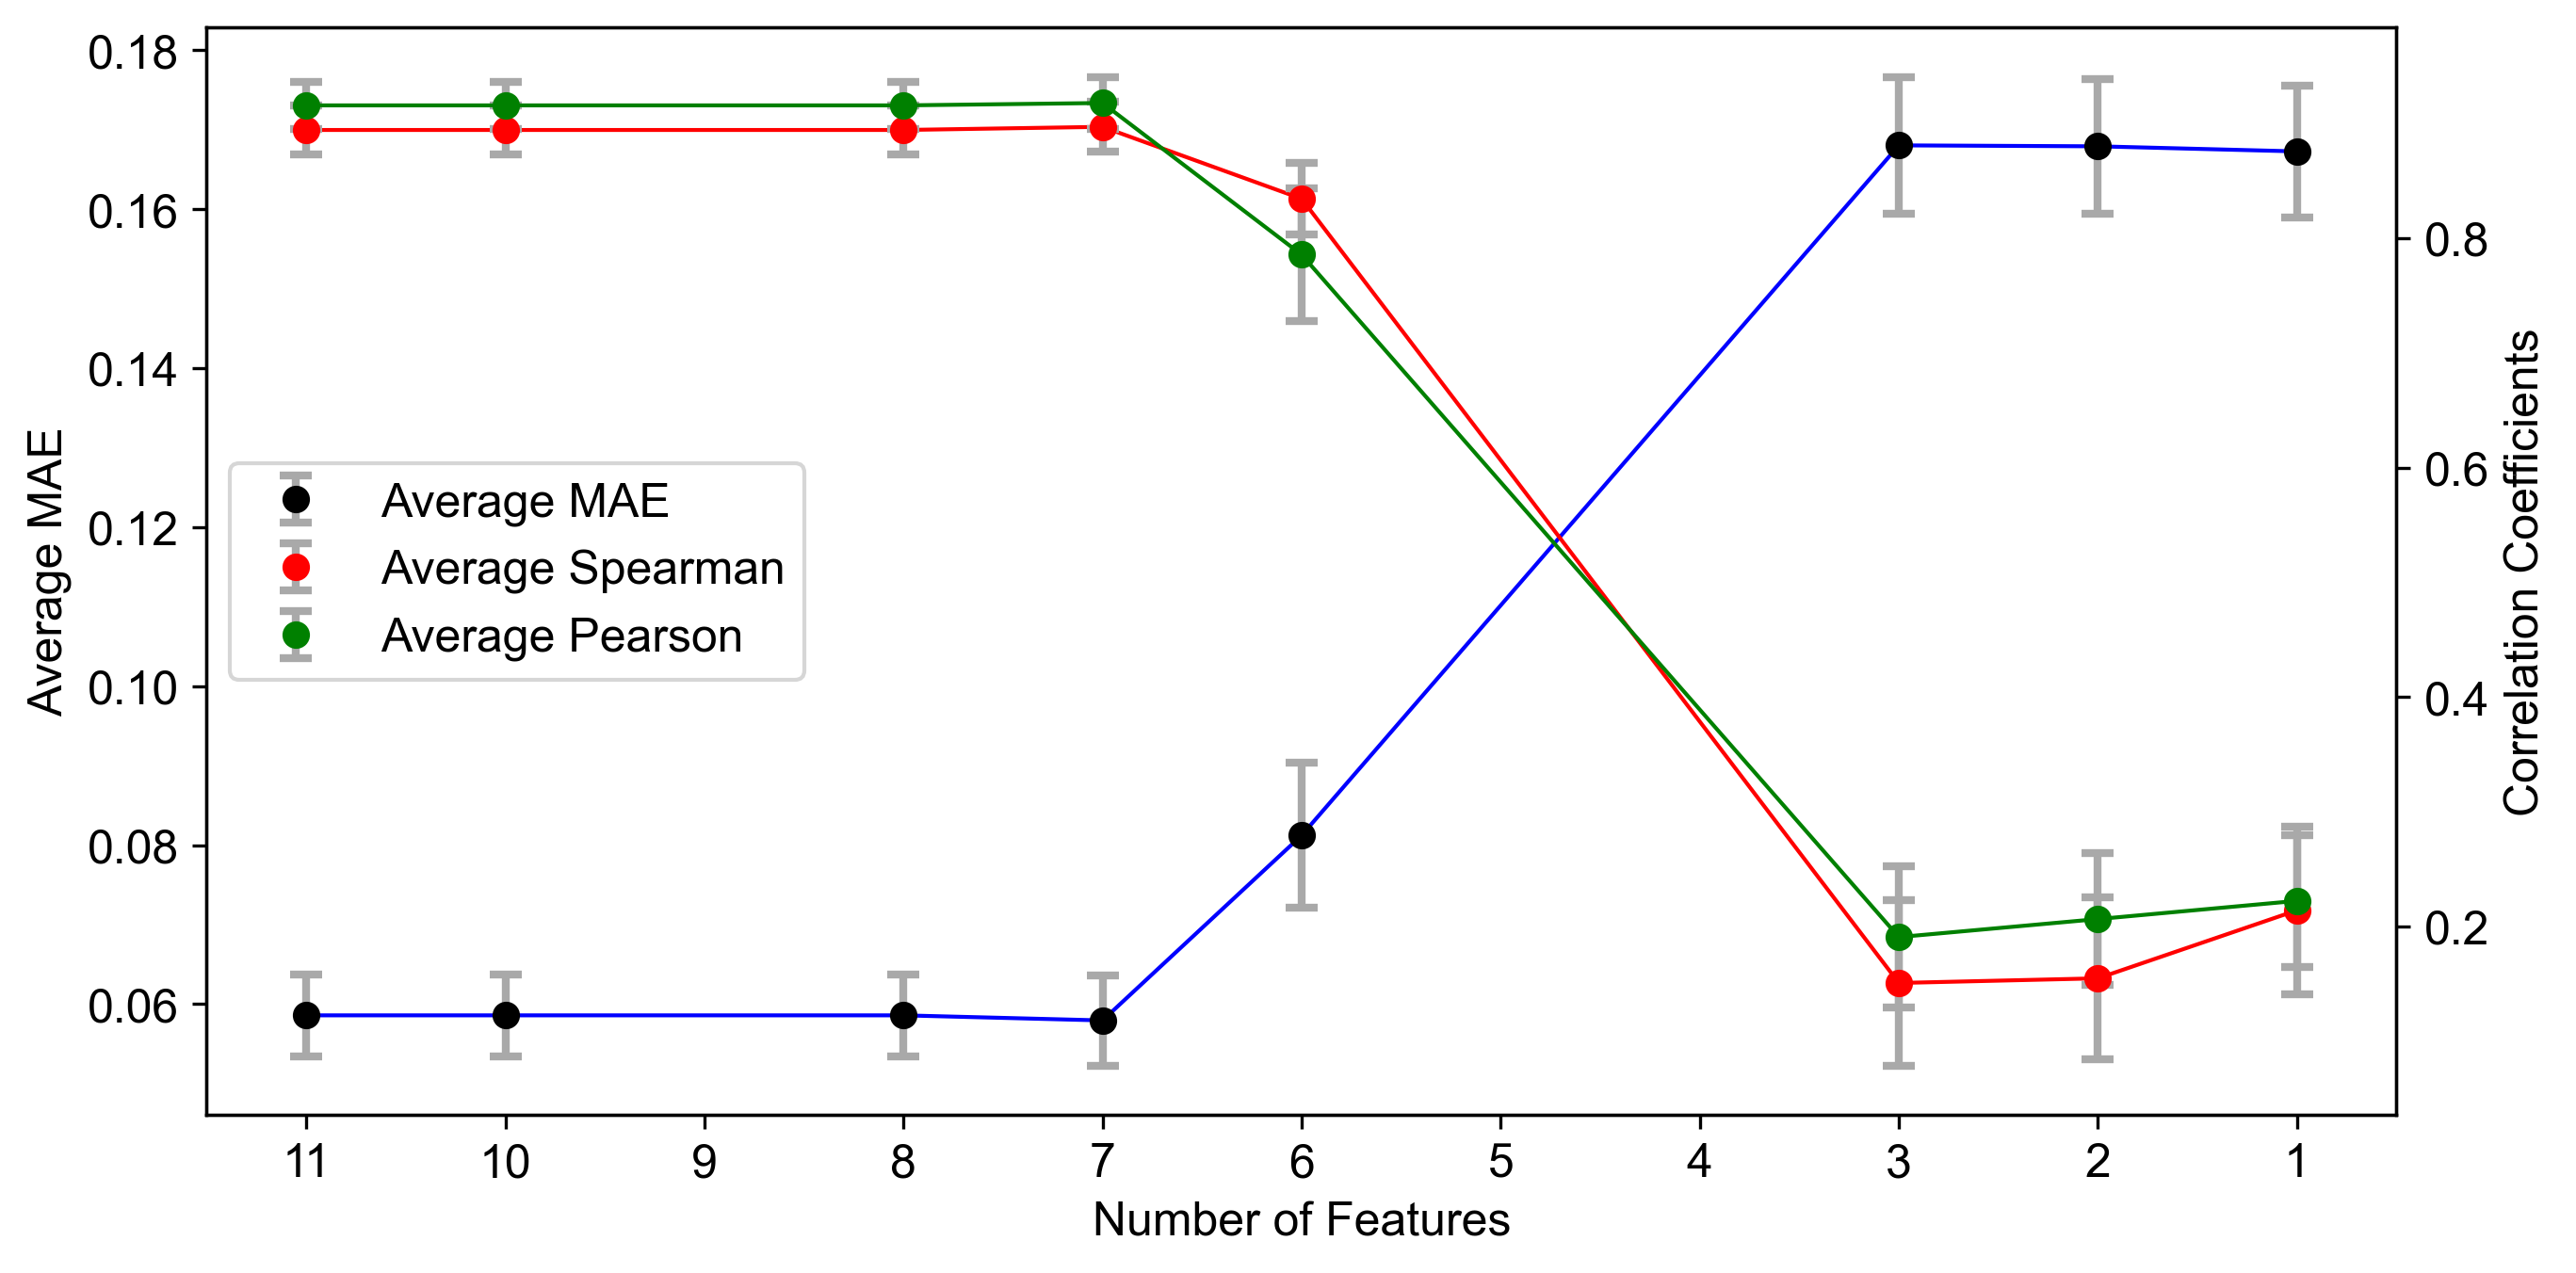 0.18
0.16
0.14
0.12
0.10
0.08
0.06
Average MAE
Average MAE
Average Spearman
Average Pearson
0.8
0.6
0.4
0.2
Correlation Coefficients
11 10 9 8 7 6 5 4 3 2 1
Number of Features